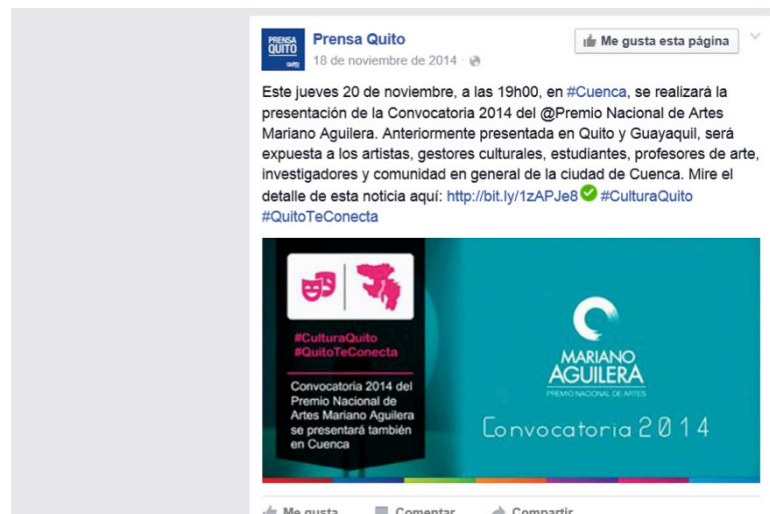 PRENSA
QUITO
Prensa Quito
18 de noviembre de 2014
Me gusta esta página
Este jueves 20 de noviembre, a las 19h00, en #Cuenca, se realizará la
presentación de la Convocatoria 2014 del @Premio Nacional de Artes
Mariano Aguilera. Anteriormente presentada en Quito y Guayaquil, será
expuesta a los artistas, gestores culturales, estudiantes, profesores de arte,
investigadores y comunidad en general de la ciudad de Cuenca. Mire el
detalle de esta noticia aquí: http://bit.ly/1zAPJe8 #CulturaQuito
#QuitoTeConecta
#CulturaQuito
#QuitoTeConecta
Convocatoria 2014 del
Premio Nacional de
Artes Mariano Aguilera
se presentará también
en Cuenca
MARIANO
AGUILERA
PREMIO NACIONAL DE ARTES
Convocatoria 2014
Me gusta Comentar Compartir